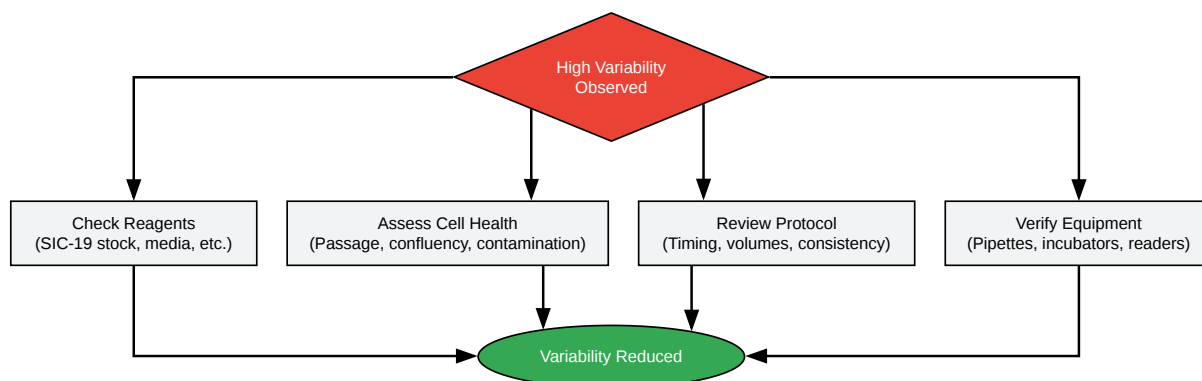 High Variability
Observed
Check Reagents
(SIC-19 stock, media, etc.)
Assess Cell Health
(Passage, confluency, contamination)
Review Protocol
(Timing, volumes, consistency)
Verify Equipment
(Pipettes, incubators, readers)
Variability Reduced